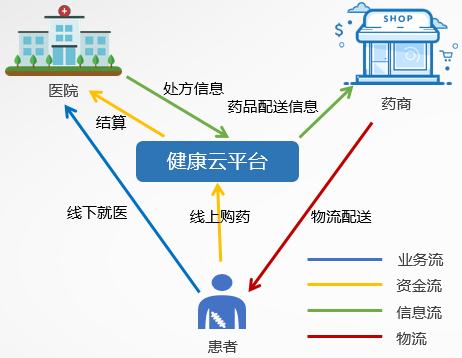 SHOP
医院
处方信息
药品配送信息
药商
结算
健康云平台
线下就医
线上购药
物流配送
业务流
资金流
信息流
物流
患者